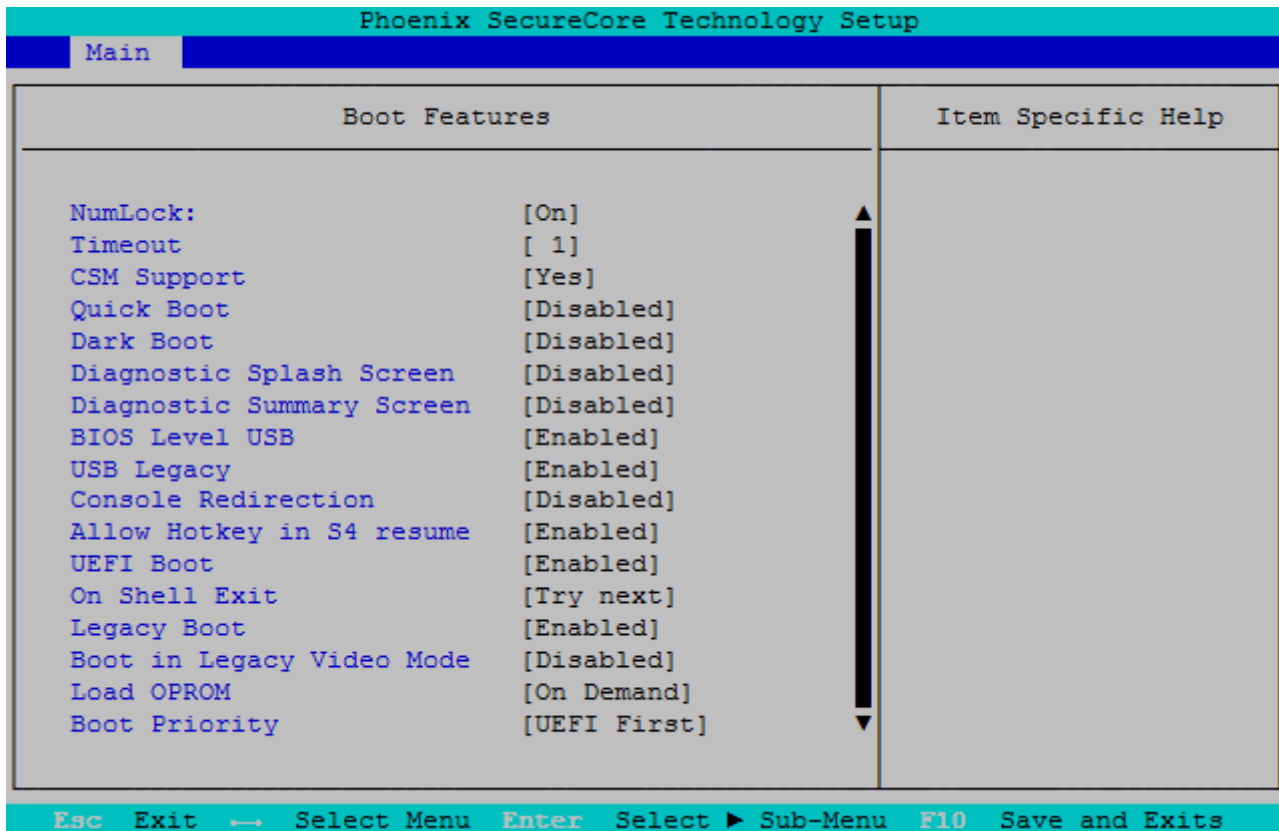 Phoenix SecureCore Technology Setup
Main
Boot Features
Item Specific Help
NumLock: [On]
Timeout [ 1]
CSM Support [Yes]
Quick Boot [Disabled]
Dark Boot [Disabled]
Diagnostic Splash Screen [Disabled]
Diagnostic Summary Screen [Disabled]
BIOS Level USB [Enabled]
USB Legacy [Enabled]
Console Redirection [Disabled]
Allow Hotkey in S4 resume [Enabled]
UEFI Boot [Enabled]
On Shell Exit [Try next]
Legacy Boot [Enabled]
Boot in Legacy Video Mode [Disabled]
Load OPROM [On Demand]
Boot Priority [UEFI First]
Esc Exit ↔ Select Menu Enter Select ► Sub-Menu F10 Save and Exits